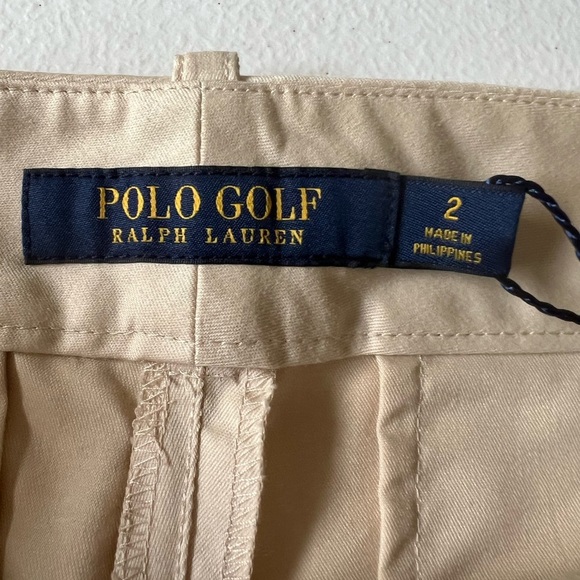 POLO GOLF
RALPH LAUREN
2
MADE IN
PHILIPPINES